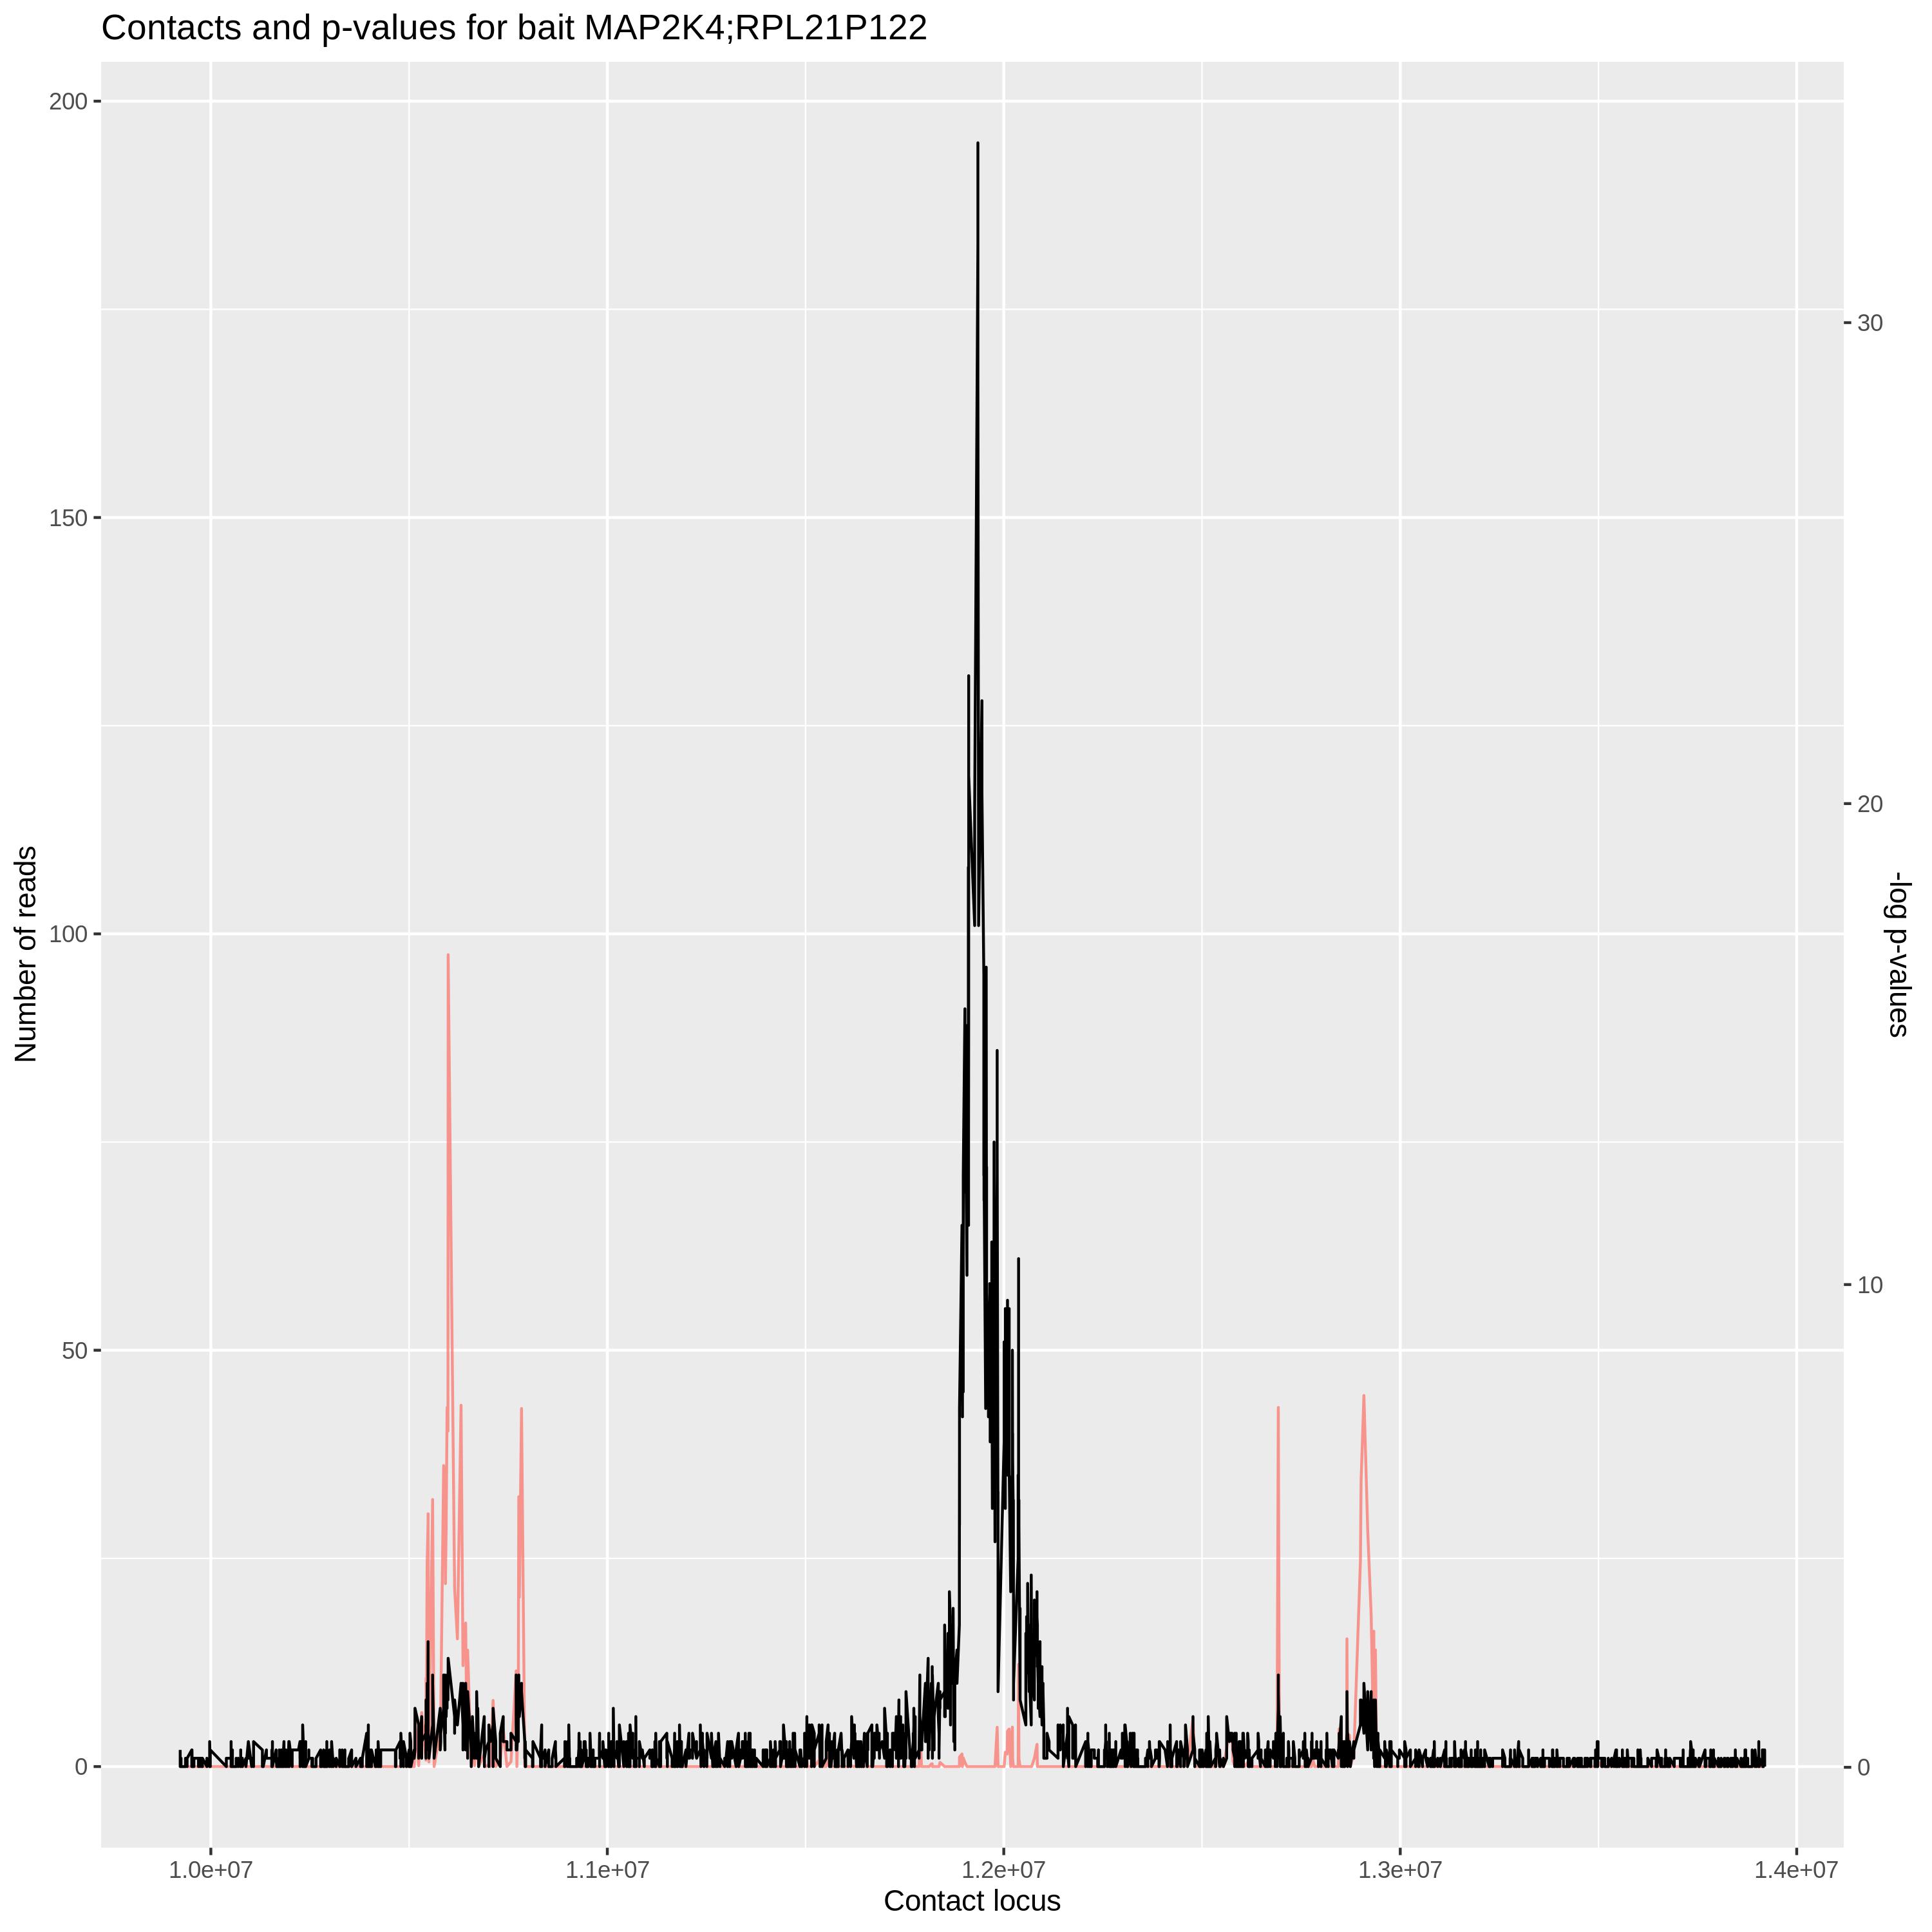 Contacts and p-values for bait MAP2K4;RPL21P122
200
150
100
50
0
Number of reads
30
20
10
0
-log p-values
1.0e+07 1.1e+07 1.2e+07 1.3e+07 1.4e+07
Contact locus